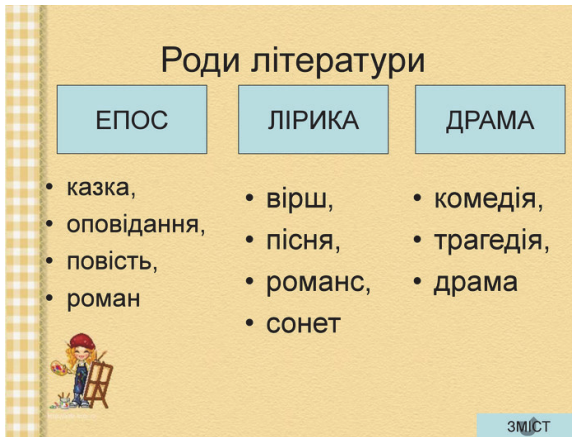 Роди літератури
ЕПОС
ЛІРИКА
ДРАМА
• казка,
• оповідання,
• повість,
• роман
• вірш,
• пісня,
• романс,
• сонет
• комедія,
• трагедія,
• драма
ЗМІСТ